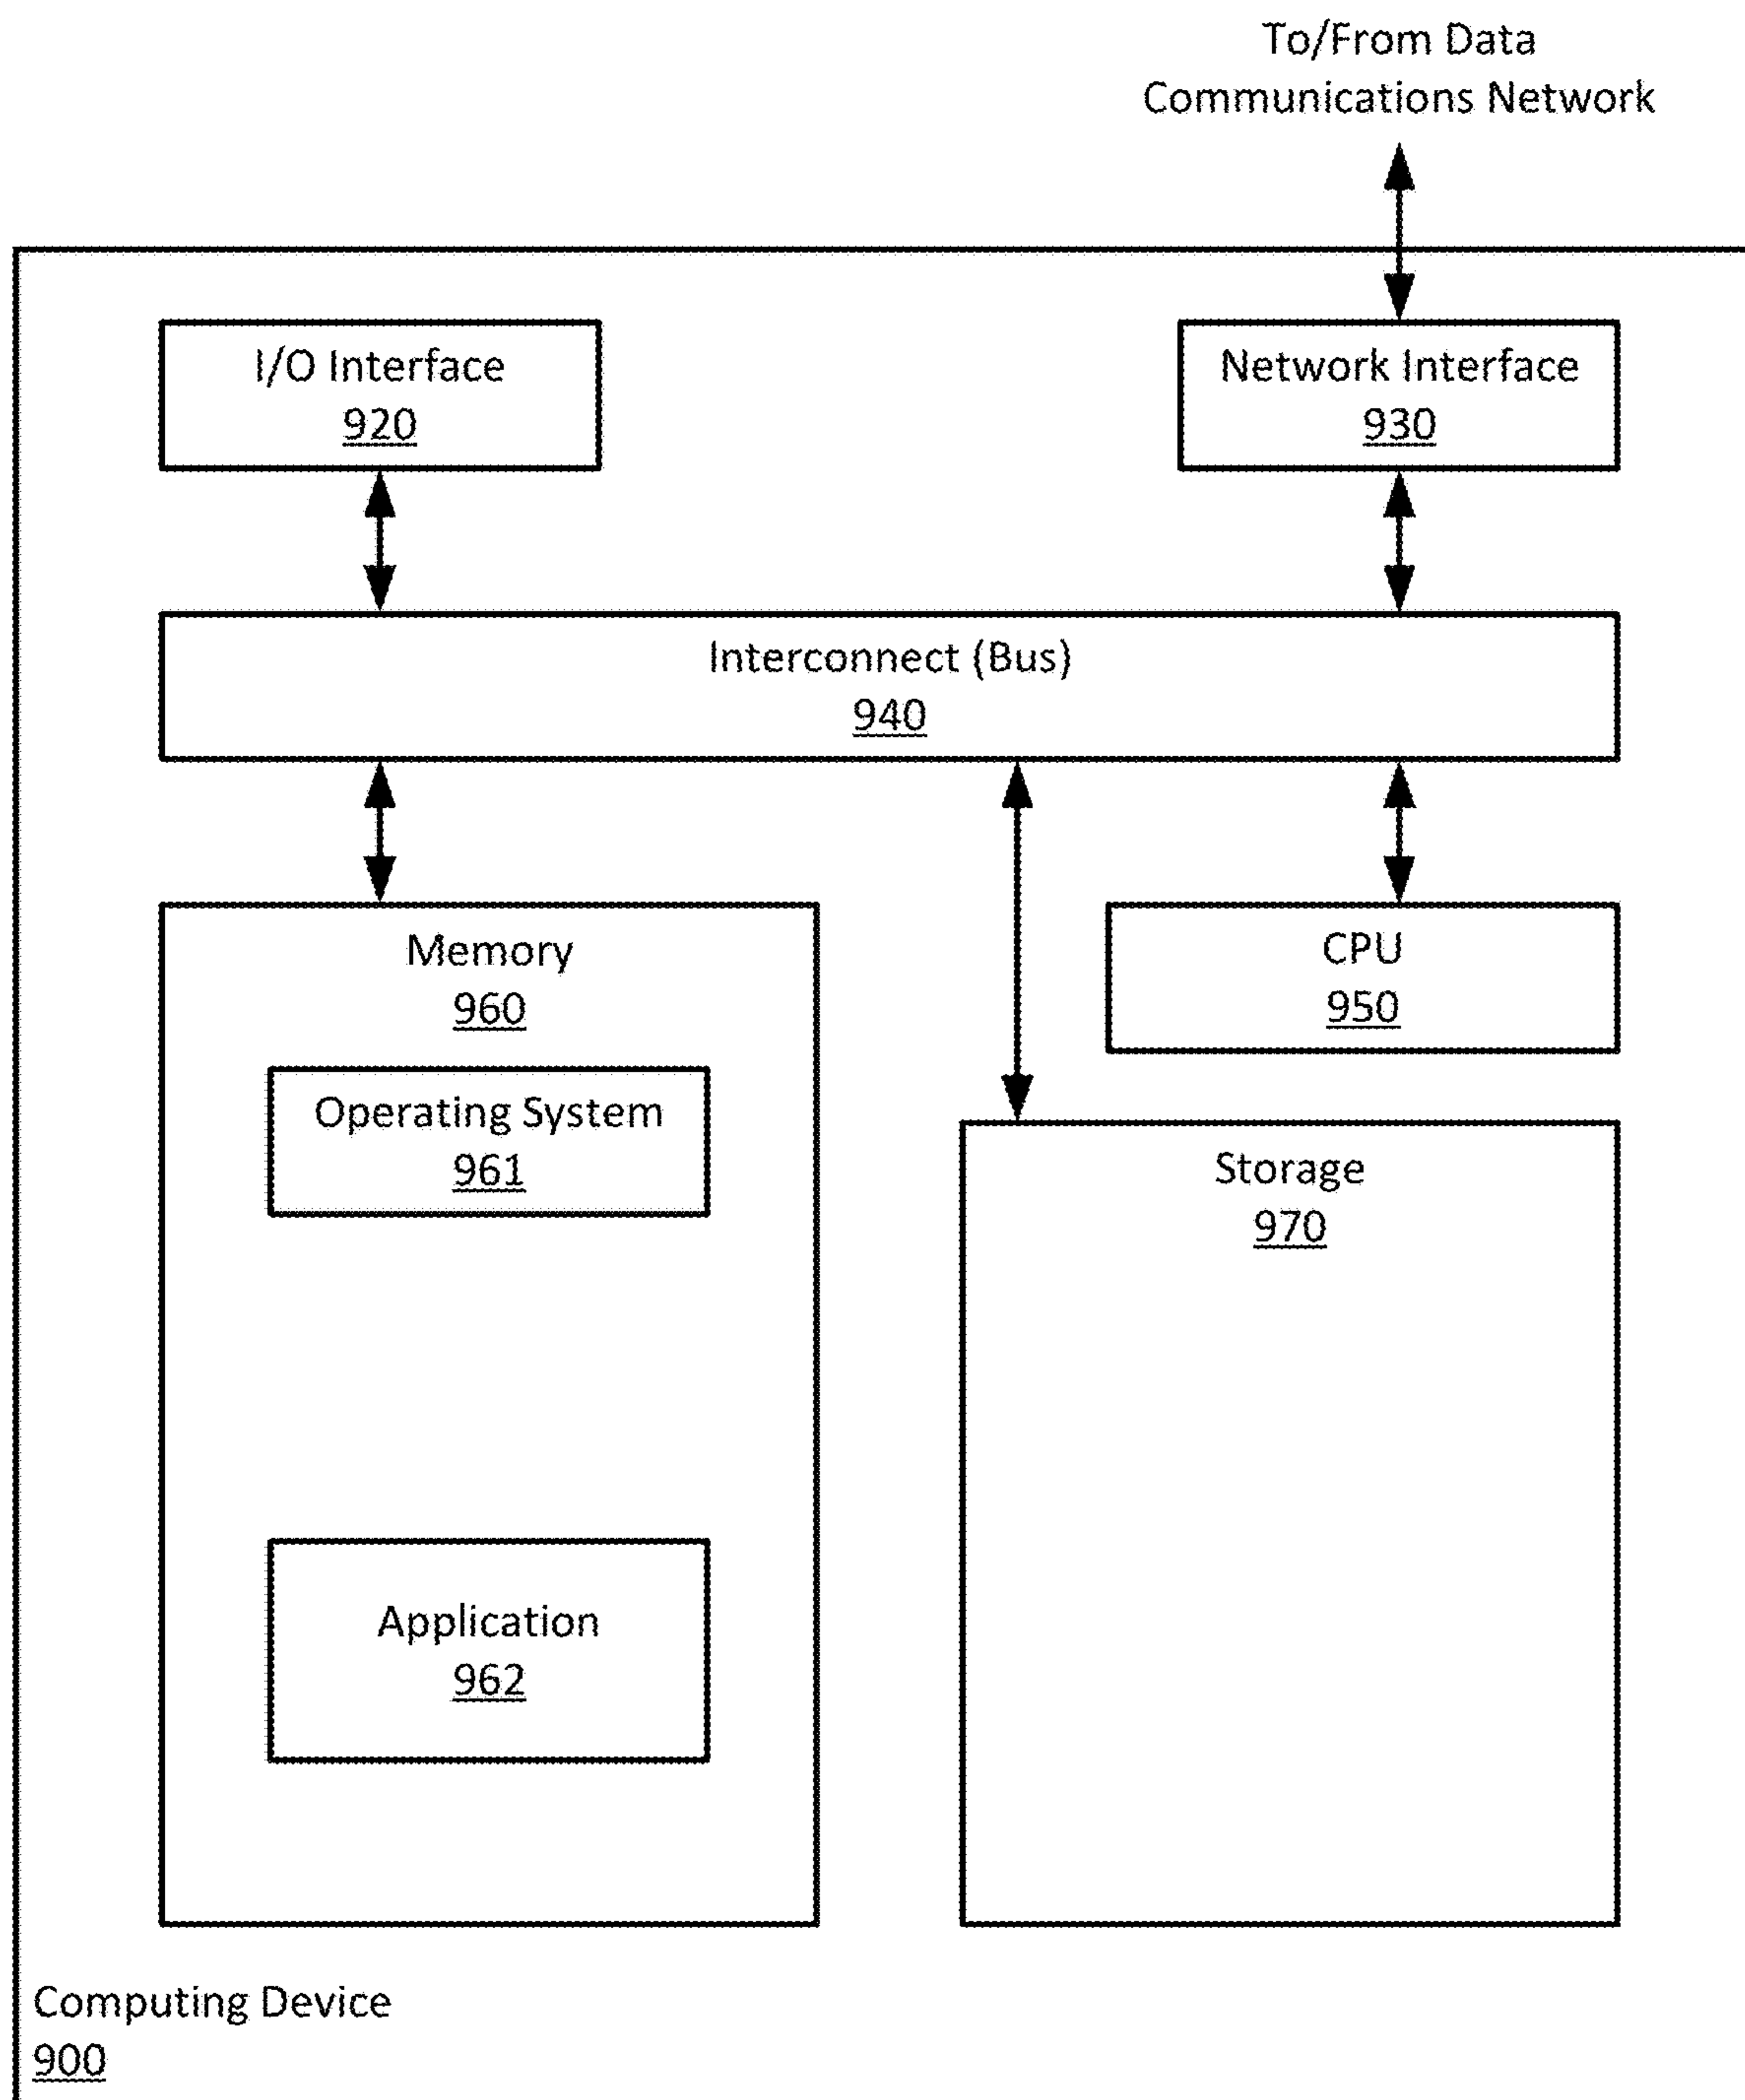 To/From Data
Communications Network
I/O Interface
920
Network Interface
930
Interconnect (Bus)
940
Memory
960
CPU
950
Operating System
961
Storage
970
Application
962
Computing Device
900